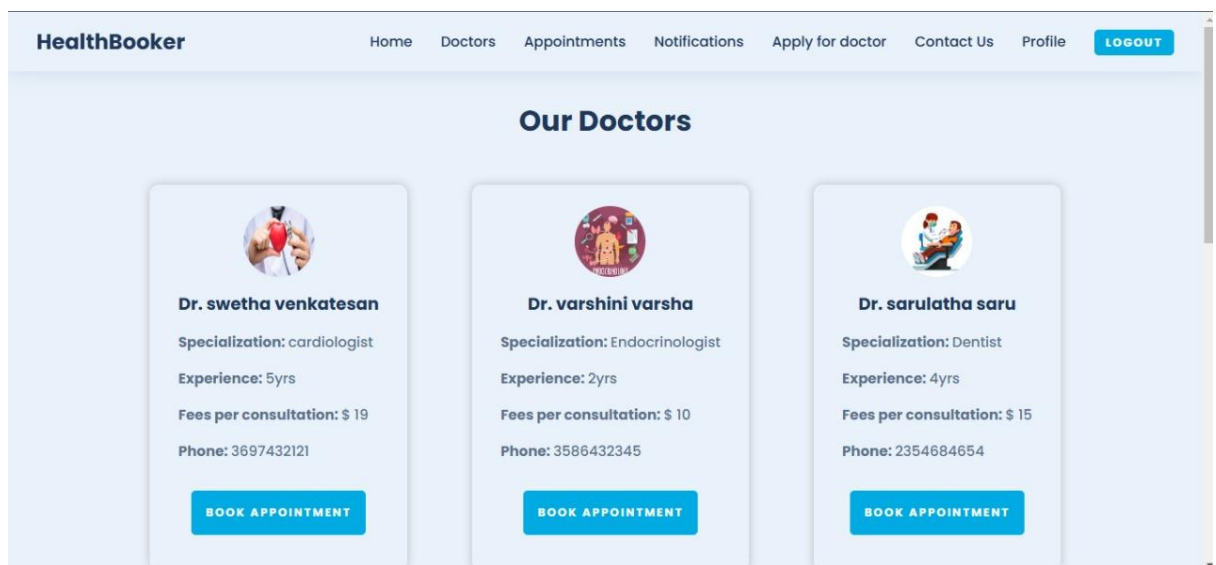 HealthBooker
Home Doctors Appointments Notifications Apply for doctor Contact Us Profile LOGOUT
Our Doctors
Dr. swetha venkatesan
Specialization: cardiologist
Experience: 5yrs
Fees per consultation: $ 19
Phone: 3697432121
BOOK APPOINTMENT
Dr. varshini varsha
Specialization: Endocrinologist
Experience: 2yrs
Fees per consultation: $ 10
Phone: 3586432345
BOOK APPOINTMENT
Dr. sarulatha saru
Specialization: Dentist
Experience: 4yrs
Fees per consultation: $ 15
Phone: 2354684654
BOOK APPOINTMENT